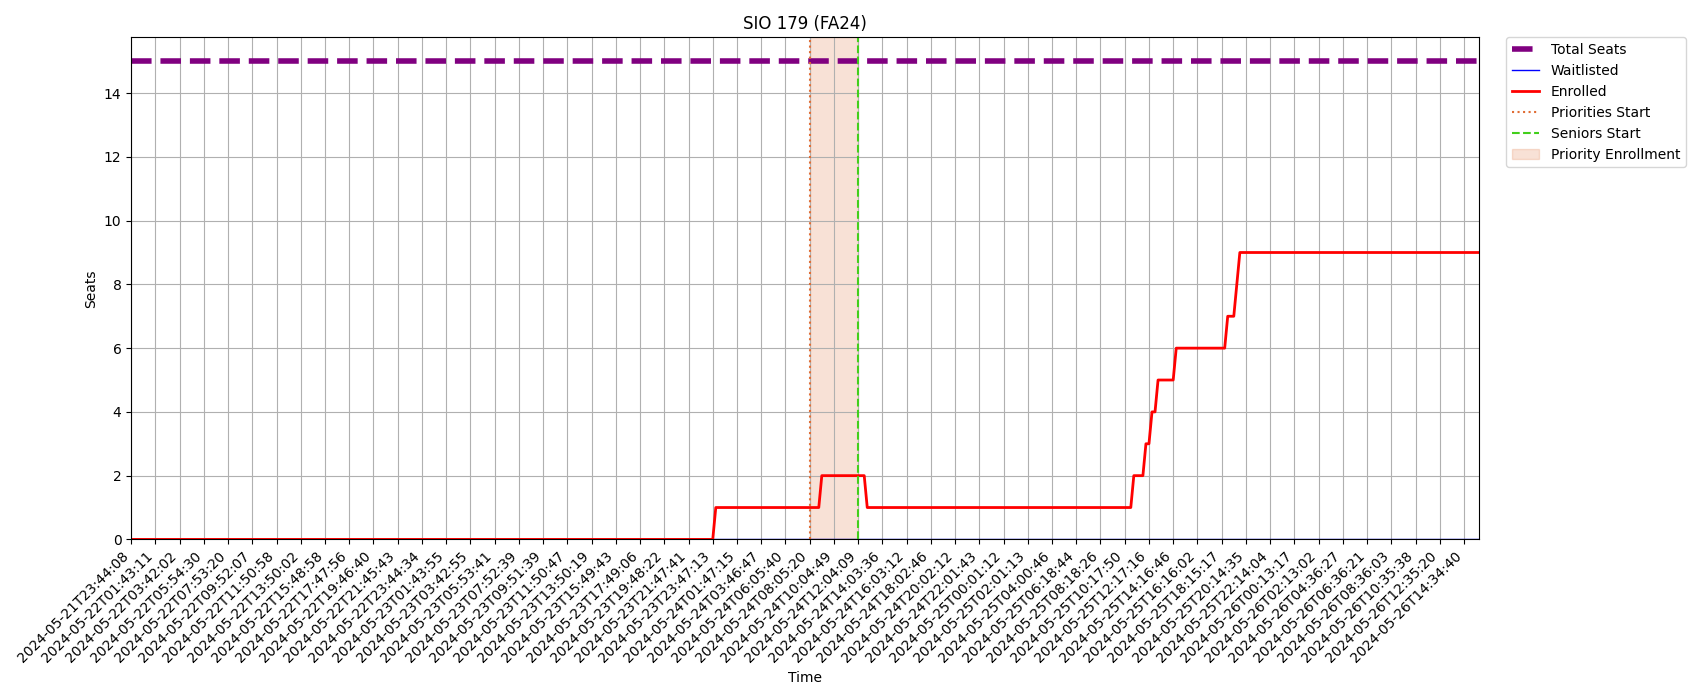 SIO 179 (FA24)
Total Seats
Waitlisted
Enrolled
Priorities Start
Seniors Start
Priority Enrollment
14
12
10
8
6
4
2
0
Seats
2024-05-21T23:44:08
2024-05-22T01:43:11
2024-05-22T03:42:02
2024-05-22T05:54:30
2024-05-22T07:53:20
2024-05-22T09:52:07
2024-05-22T11:50:58
2024-05-22T13:50:02
2024-05-22T15:48:58
2024-05-22T17:47:56
2024-05-22T19:46:40
2024-05-22T21:45:43
2024-05-22T23:44:34
2024-05-23T01:43:55
2024-05-23T03:42:55
2024-05-23T05:53:41
2024-05-23T07:52:39
2024-05-23T09:51:39
2024-05-23T11:50:47
2024-05-23T13:50:19
2024-05-23T15:49:43
2024-05-23T17:49:06
2024-05-23T19:48:22
2024-05-23T21:47:41
2024-05-23T23:47:13
2024-05-24T01:47:15
2024-05-24T03:46:47
2024-05-24T06:05:40
2024-05-24T08:05:20
2024-05-24T10:04:49
2024-05-24T12:04:09
2024-05-24T14:03:36
2024-05-24T16:03:12
2024-05-24T18:02:46
2024-05-24T20:02:12
2024-05-24T22:01:43
2024-05-25T00:01:12
2024-05-25T02:01:13
2024-05-25T04:00:46
2024-05-25T06:18:44
2024-05-25T08:18:26
2024-05-25T10:17:50
2024-05-25T12:17:16
2024-05-25T14:16:46
2024-05-25T16:16:02
2024-05-25T18:15:17
2024-05-25T20:14:35
2024-05-25T22:14:04
2024-05-26T00:13:17
2024-05-26T02:13:02
2024-05-26T04:36:27
2024-05-26T06:36:21
2024-05-26T08:36:03
2024-05-26T10:35:38
2024-05-26T12:35:20
2024-05-26T14:34:40
Time